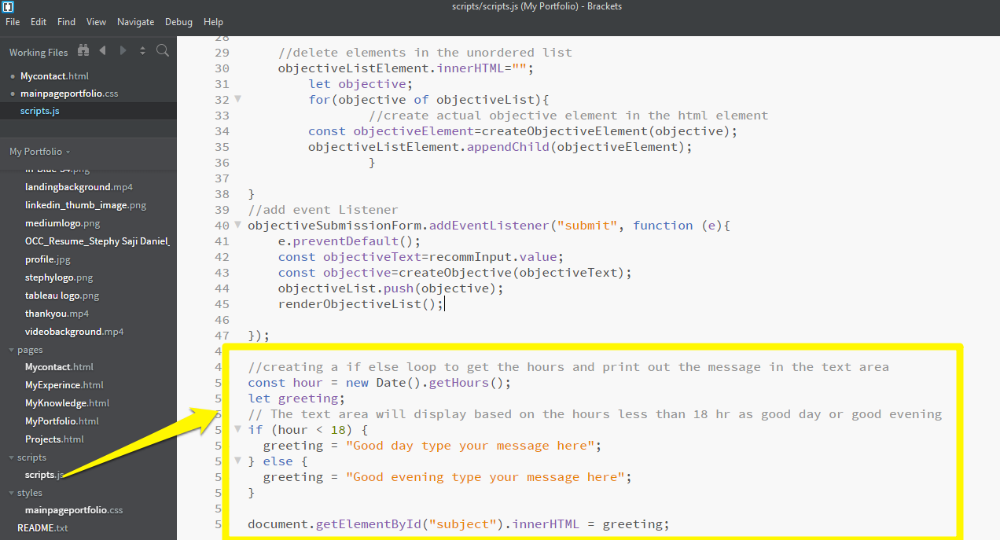 scripts/scripts.js (My Portfolio) - Brackets
File Edit Find View Navigate Debug Help
Working Files
Mycontact.html
mainpageportfolio.css
scripts.js
My Portfolio
landingbackground.mp4
linkedin_thumb_image.png
mediumlogo.png
OCC_Resume_Stephy Saji Daniel_
profile.jpg
stephylogo.png
tableau logo.png
thankyou.mp4
videobackground.mp4
pages
Mycontact.html
MyExperince.html
MyKnowledge.html
MyPortfolio.html
Projects.html
scripts
scripts.js
styles
mainpageportfolio.css
README.txt
28
29 //delete elements in the unordered list
30 objectiveListElement.innerHTML="";
31 let objective;
32 for(objective of objectiveList){
33 //create actual objective element in the html element
34 const objectiveElement=createObjectiveElement(objective);
35 objectiveListElement.appendChild(objectiveElement);
36 }
37
38 }
39 //add event Listener
40 objectiveSubmissionForm.addEventListener("submit", function (e){
41 e.preventDefault();
42 const objectiveText=recommInput.value;
43 const objective=createObjective(objectiveText);
44 objectiveList.push(objective);
45 renderObjectiveList();
46
47 });
4
4 //creating a if else loop to get the hours and print out the message in the text area
5 const hour = new Date().getHours();
5 let greeting;
5 // The text area will display based on the hours less than 18 hr as good day or good evening
5 if (hour < 18) {
5 greeting = "Good day type your message here";
5 } else {
5 greeting = "Good evening type your message here";
5 }
5
5 document.getElementById("subject").innerHTML = greeting;